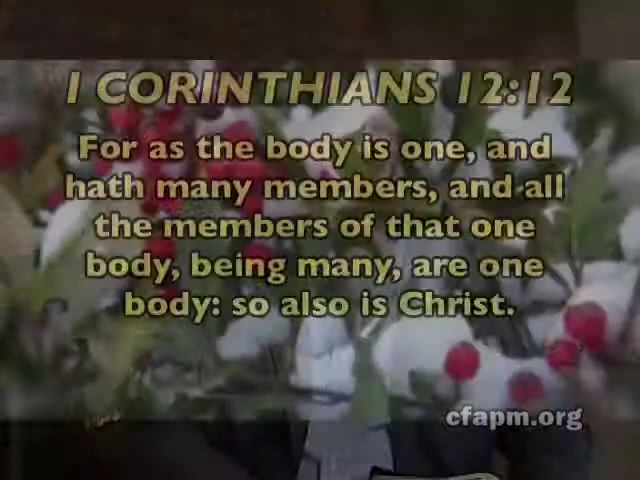 1 CORINTHIANS 12:12
For as the body is one, and
hath many members, and all
the members of that one
body, being many, are one
body: so also is Christ.
cfapm.org